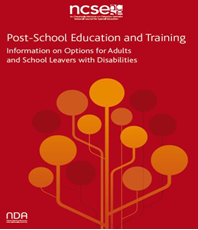 ncse
Post-School Education and Training
Information on Options for Adults
and School Leavers with Disabilities
NDA